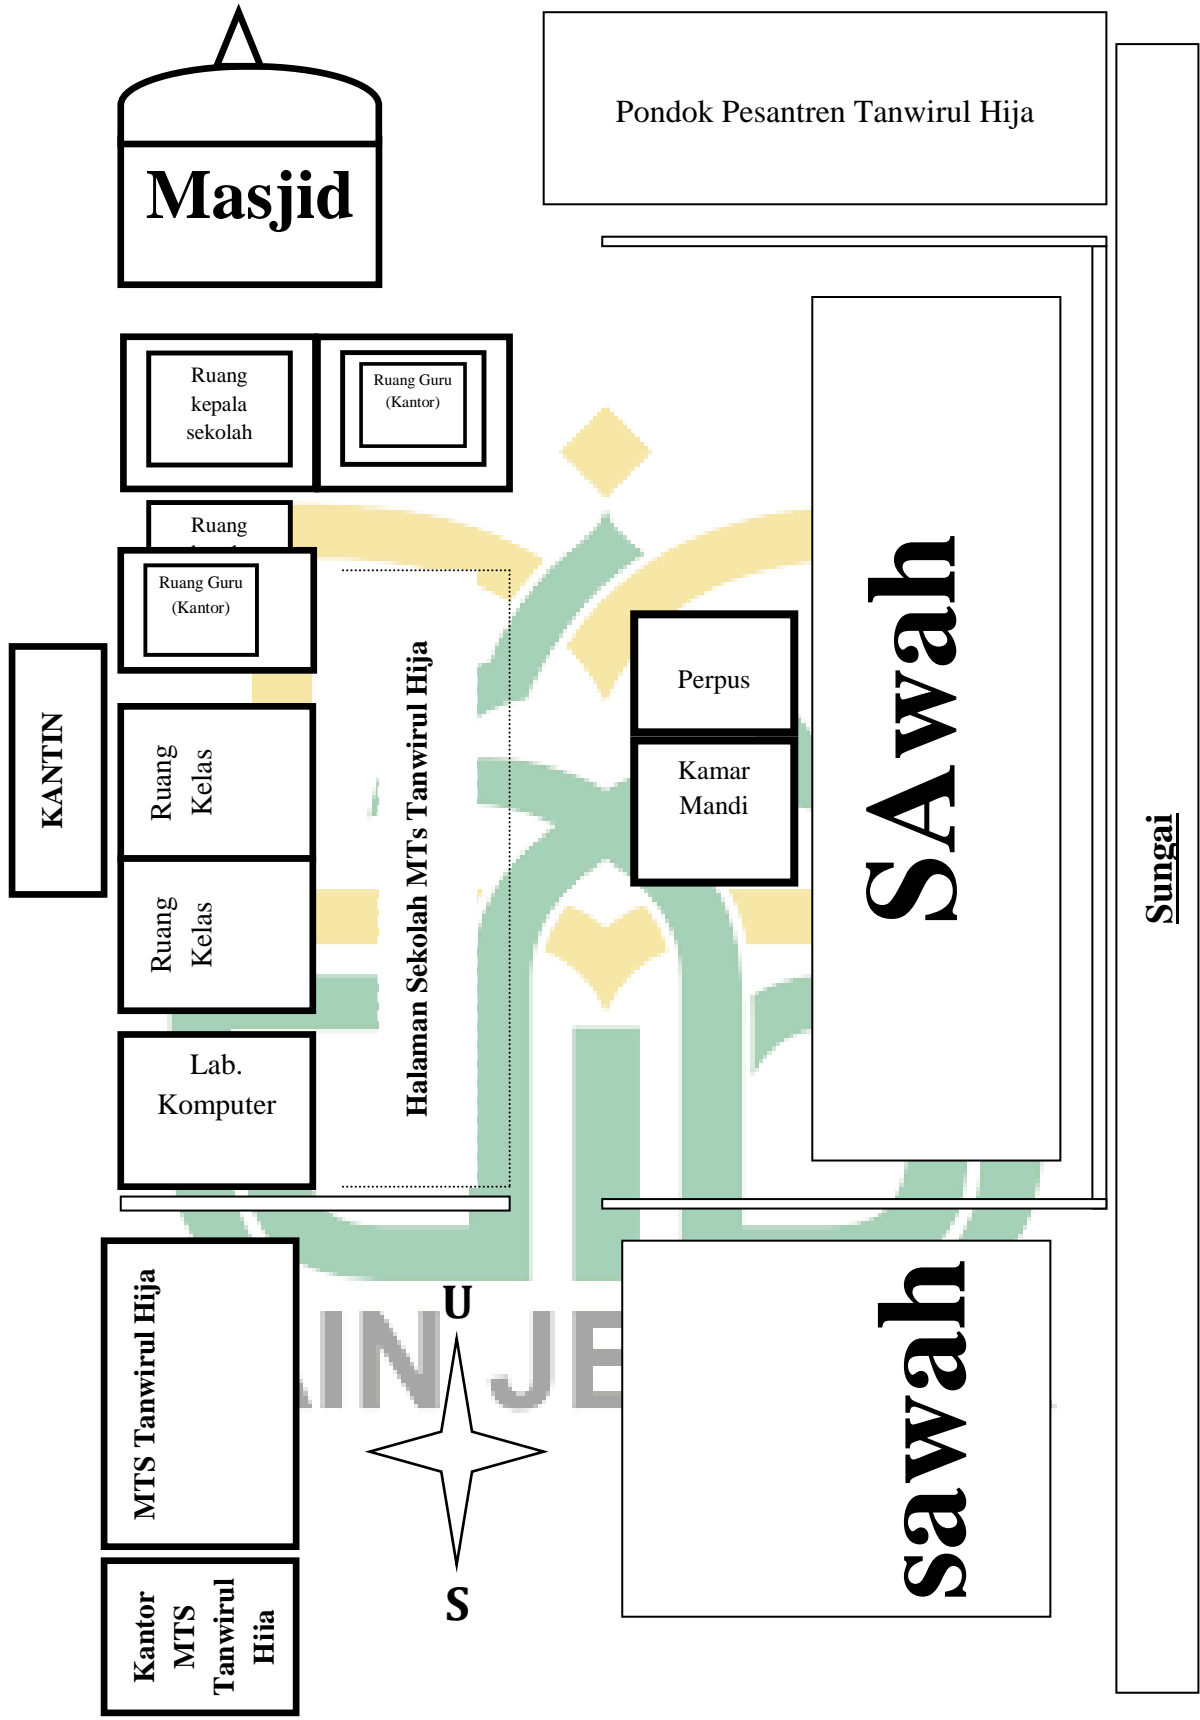 Pondok Pesantren Tanwirul Hija
Masjid
Ruang
kepala
sekolah
Ruang Guru
(Kantor)
Ruang
Ruang Guru
(Kantor)
KANTIN
Ruang
Kelas
Ruang
Kelas
Lab.
Komputer
Halaman Sekolah MTs Tanwirul Hija
Perpus
Kamar
Mandi
SAwah
Sungai
MTS Tanwirul Hija
Kantor
MTS
Tanwirul
Hija
U
S
sawah